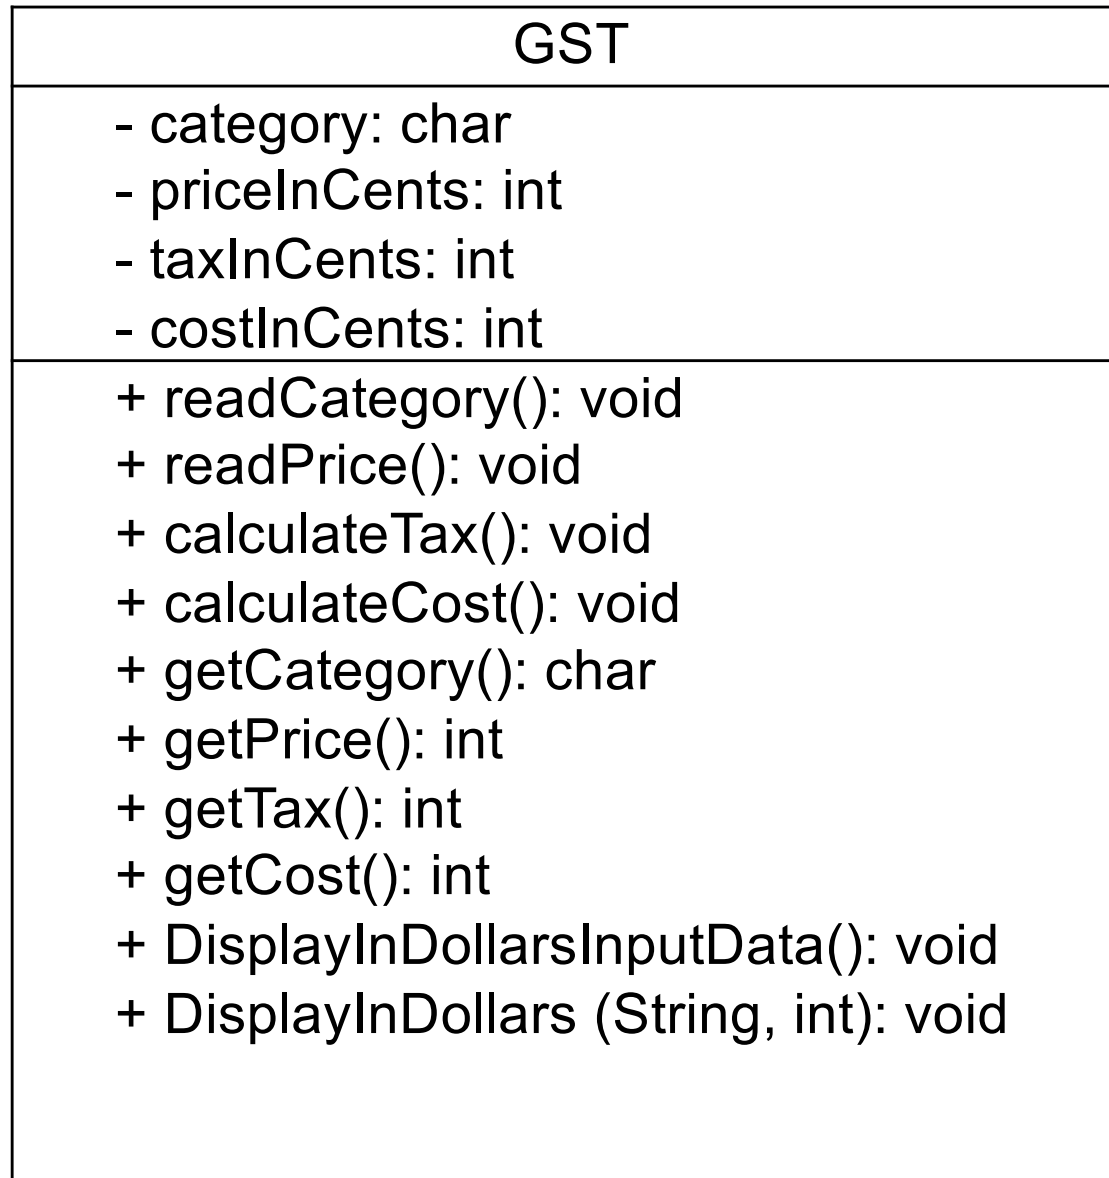 GST
- category: char
- priceInCents: int
- taxInCents: int
- costInCents: int
+ readCategory(): void
+ readPrice(): void
+ calculateTax(): void
+ calculateCost(): void
+ getCategory(): char
+ getPrice(): int
+ getTax(): int
+ getCost(): int
+ DisplayInDollarsInputData(): void
+ DisplayInDollars (String, int): void